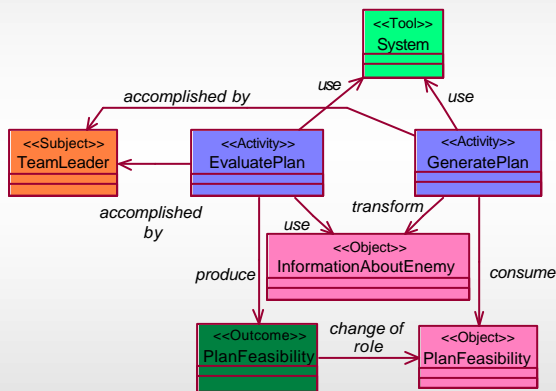 <<Tool>>
System
use
use
accomplished by
<<Subject>>
TeamLeader
<<Activity>>
EvaluatePlan
<<Activity>>
GeneratePlan
accomplished
by
use
transform
<<Object>>
InformationAboutEnemy
produce
consume
<<Outcome>>
PlanFeasibility
change of
role
<<Object>>
PlanFeasibility